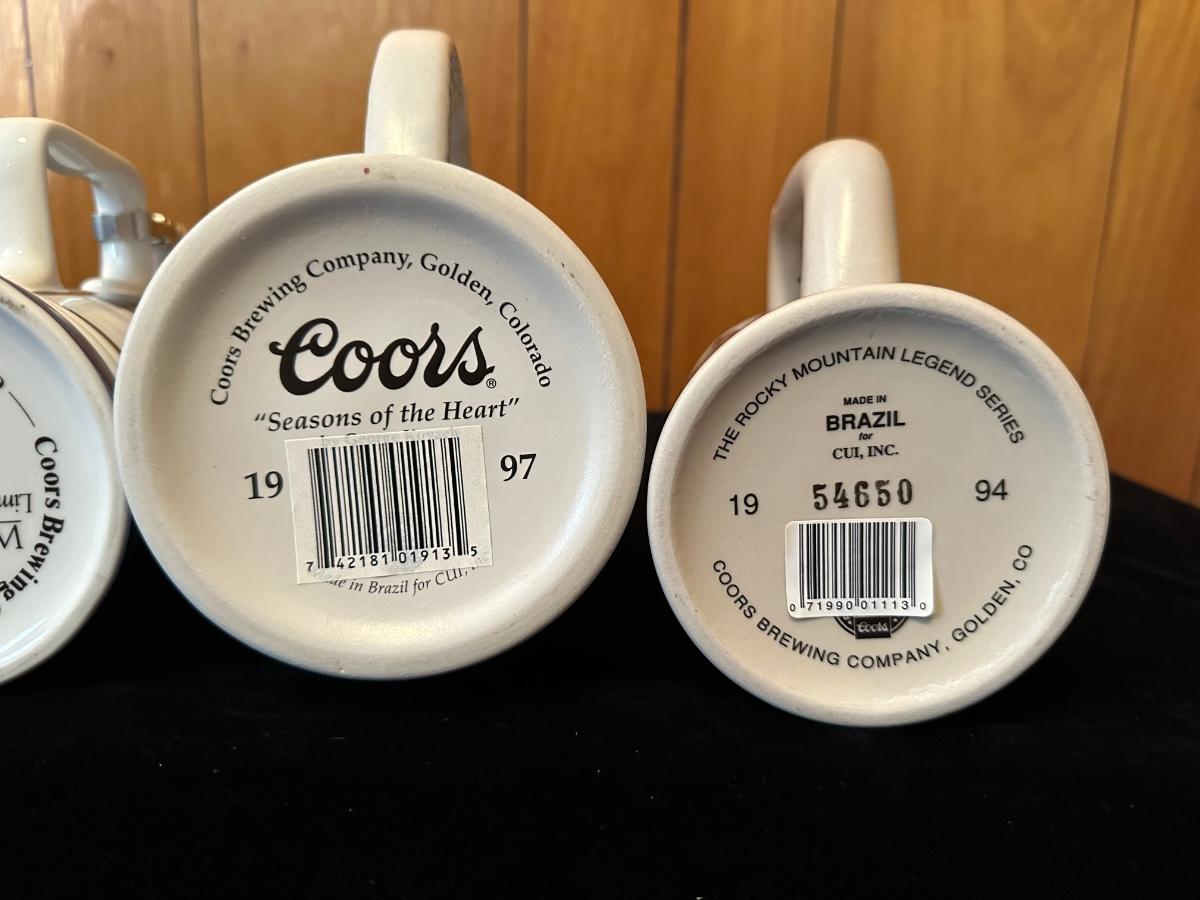 Coors Brewing
Coors Brewing Company, Golden, Colorado
Coors®
"Seasons of the Heart"
19 97
7 42181 01913 5
in Brazil for CUI,
THE ROCKY MOUNTAIN LEGEND SERIES
MADE IN
BRAZIL
for
CUI, INC.
19 54650 94
0 71990 01113 0
Coors
COORS BREWING COMPANY, GOLDEN, CO